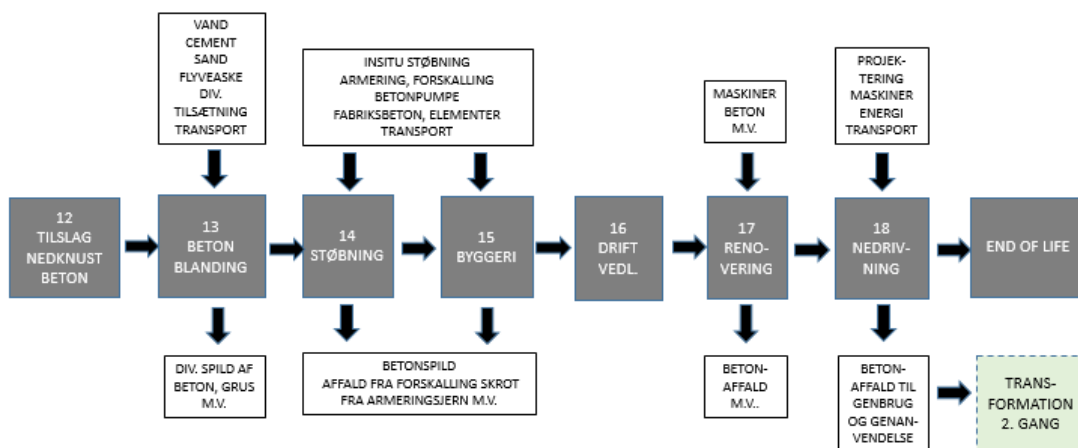 VAND
CEMENT
SAND
FLYVEASKE
DIV.
TILSÆTNING
TRANSPORT
INSITU STØBNING
ARMERING, FORSKALLING
BETONPUMPE
FABRIKSBETON, ELEMENTER
TRANSPORT
MASKINER
BETON
M.V.
PROJEK-
TERING
MASKINER
ENERGI
TRANSPORT
12
TILSLAG
NEDKNUST
BETON
13
BETON
BLANDING
14
STØBNING
15
BYGGERI
16
DRIFT
VEDL.
17
RENO-
VERING
18
NEDRIV-
NING
END OF LIFE
DIV. SPILD AF
BETON, GRUS
M.V.
BETONSPILD
AFFALD FRA FORSKALLING SKROT
FRA ARMERINGSJERN M.V.
BETON-
AFFALD
M.V..
BETON-
AFFALD TIL
GENBRUG
OG GENAN-
VENDELSE
TRANS-
FORMATION
2. GANG